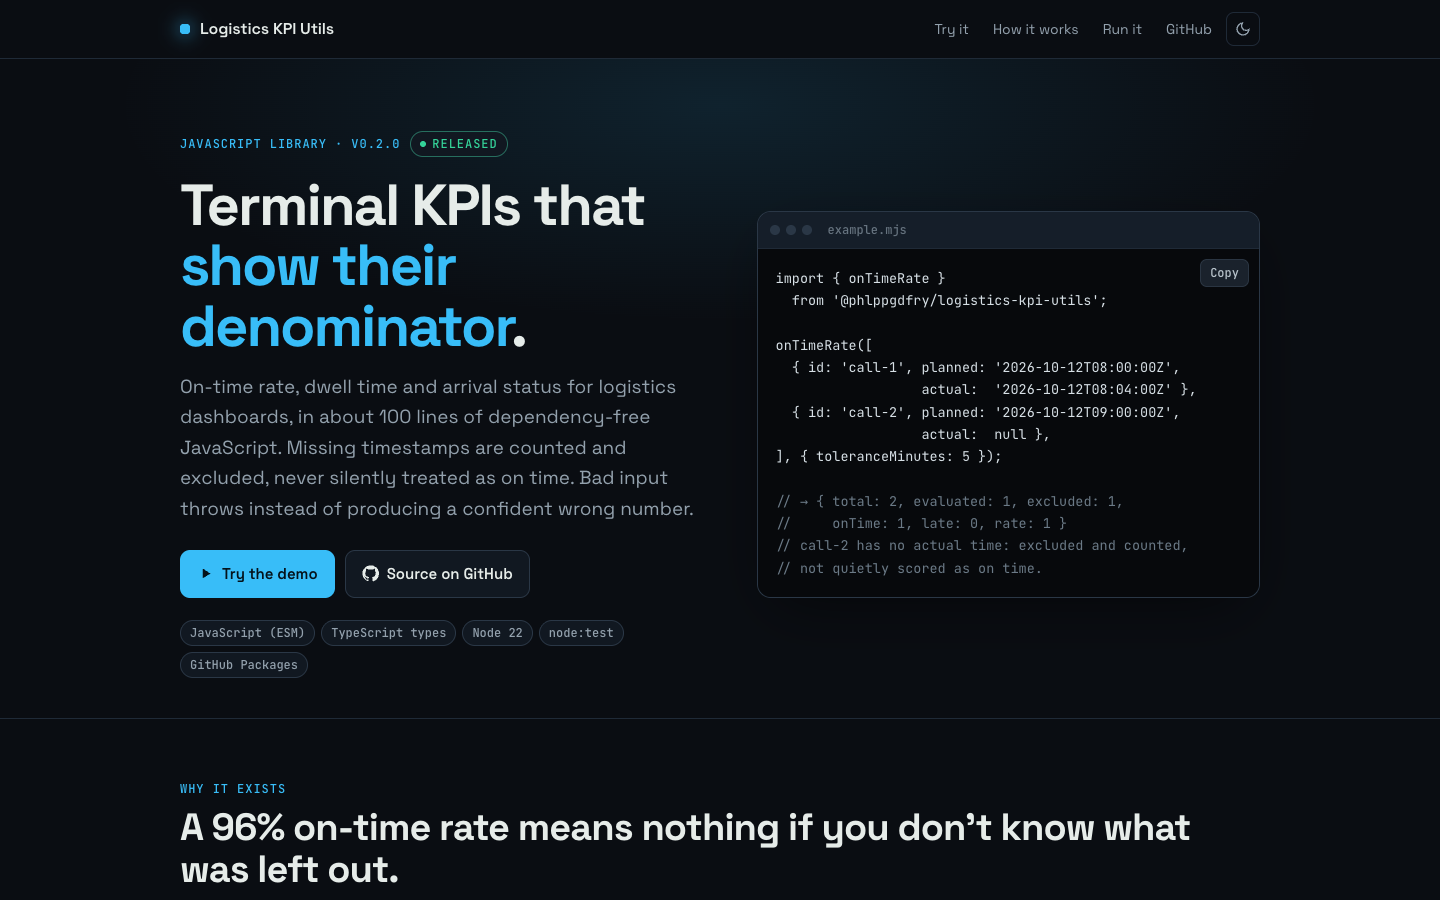 Logistics KPI Utils
Try it
How it works
Run it
GitHub
JAVASCRIPT LIBRARY · V0.2.0
RELEASED
Terminal KPIs that
show their
denominator.
On-time rate, dwell time and arrival status for logistics
dashboards, in about 100 lines of dependency-free
JavaScript. Missing timestamps are counted and
excluded, never silently treated as on time. Bad input
throws instead of producing a confident wrong number.
Try the demo
Source on GitHub
JavaScript (ESM)
TypeScript types
Node 22
node:test
GitHub Packages
example.mjs
Copy
import { onTimeRate }
  from '@phlppgdfry/logistics-kpi-utils';
onTimeRate([
  { id: 'call-1', planned: '2026-10-12T08:00:00Z',
                  actual:  '2026-10-12T08:04:00Z' },
  { id: 'call-2', planned: '2026-10-12T09:00:00Z',
                  actual:  null },
], { toleranceMinutes: 5 });
// → { total: 2, evaluated: 1, excluded: 1,
//     onTime: 1, late: 0, rate: 1 }
// call-2 has no actual time: excluded and counted,
// not quietly scored as on time.
WHY IT EXISTS
A 96% on-time rate means nothing if you don’t know what
was left out.